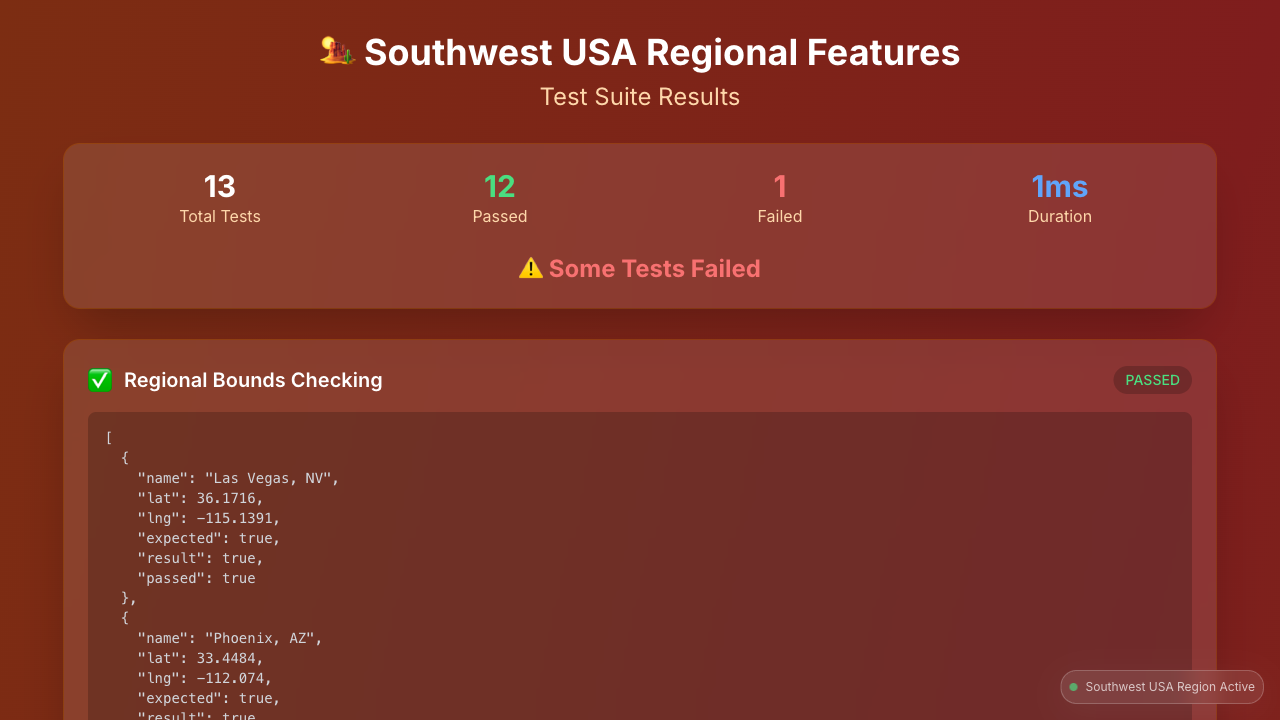 Southwest USA Regional Features
Test Suite Results
13
Total Tests
12
Passed
1
Failed
1ms
Duration
Some Tests Failed
Regional Bounds Checking
PASSED
[
{
"name": "Las Vegas, NV",
"lat": 36.1716,
"lng": -115.1391,
"expected": true,
"result": true,
"passed": true
},
{
"name": "Phoenix, AZ",
"lat": 33.4484,
"lng": -112.074,
"expected": true,
"result": true
Southwest USA Region Active